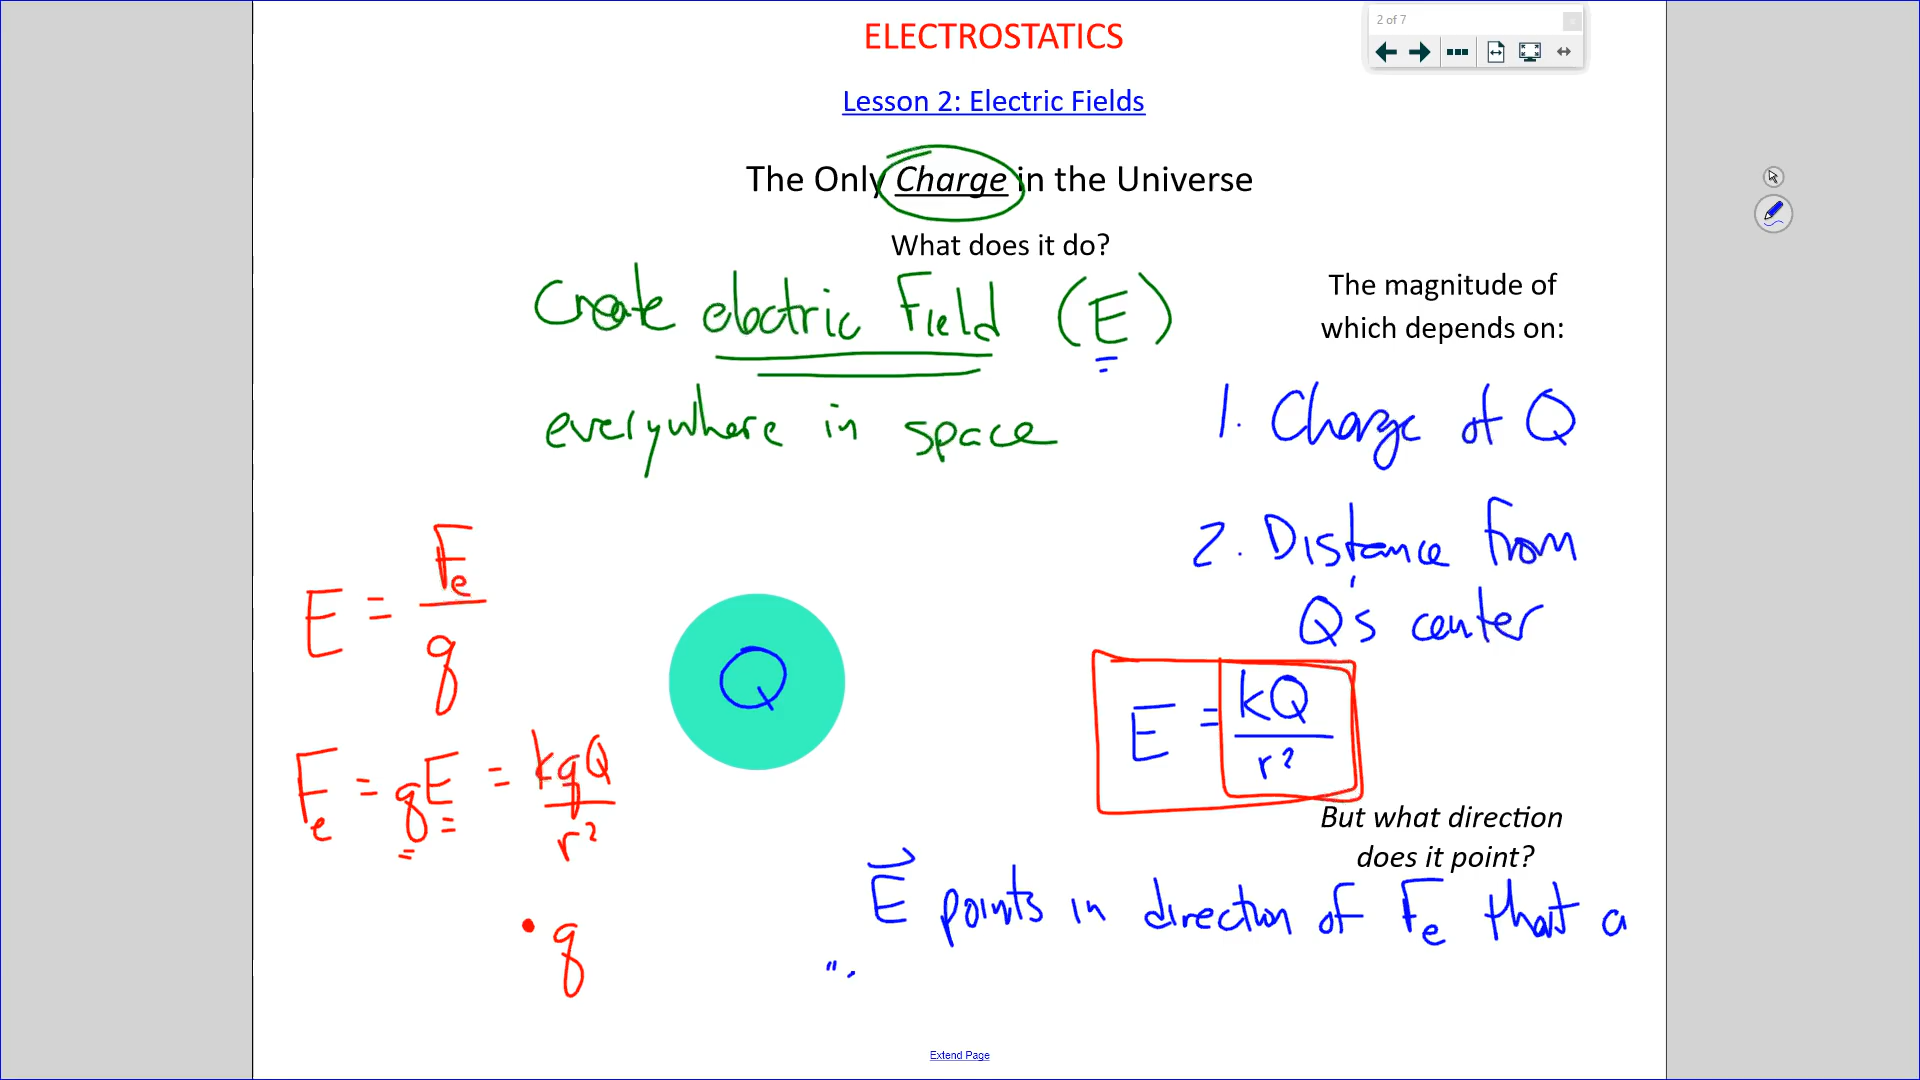 2 of 7
ELECTROSTATICS
Lesson 2: Electric Fields
The Only Charge in the Universe
What does it do?
Create electric Field (E)
everywhere in space
The magnitude of
which depends on:
1. Charge of Q
2. Distance from
Q's center
E = Fe / q
Q
E = kQ / r²
Fe = qE = kqQ / r²
But what direction
does it point?
E⃗ points in direction of Fe that a
"
q
Extend Page